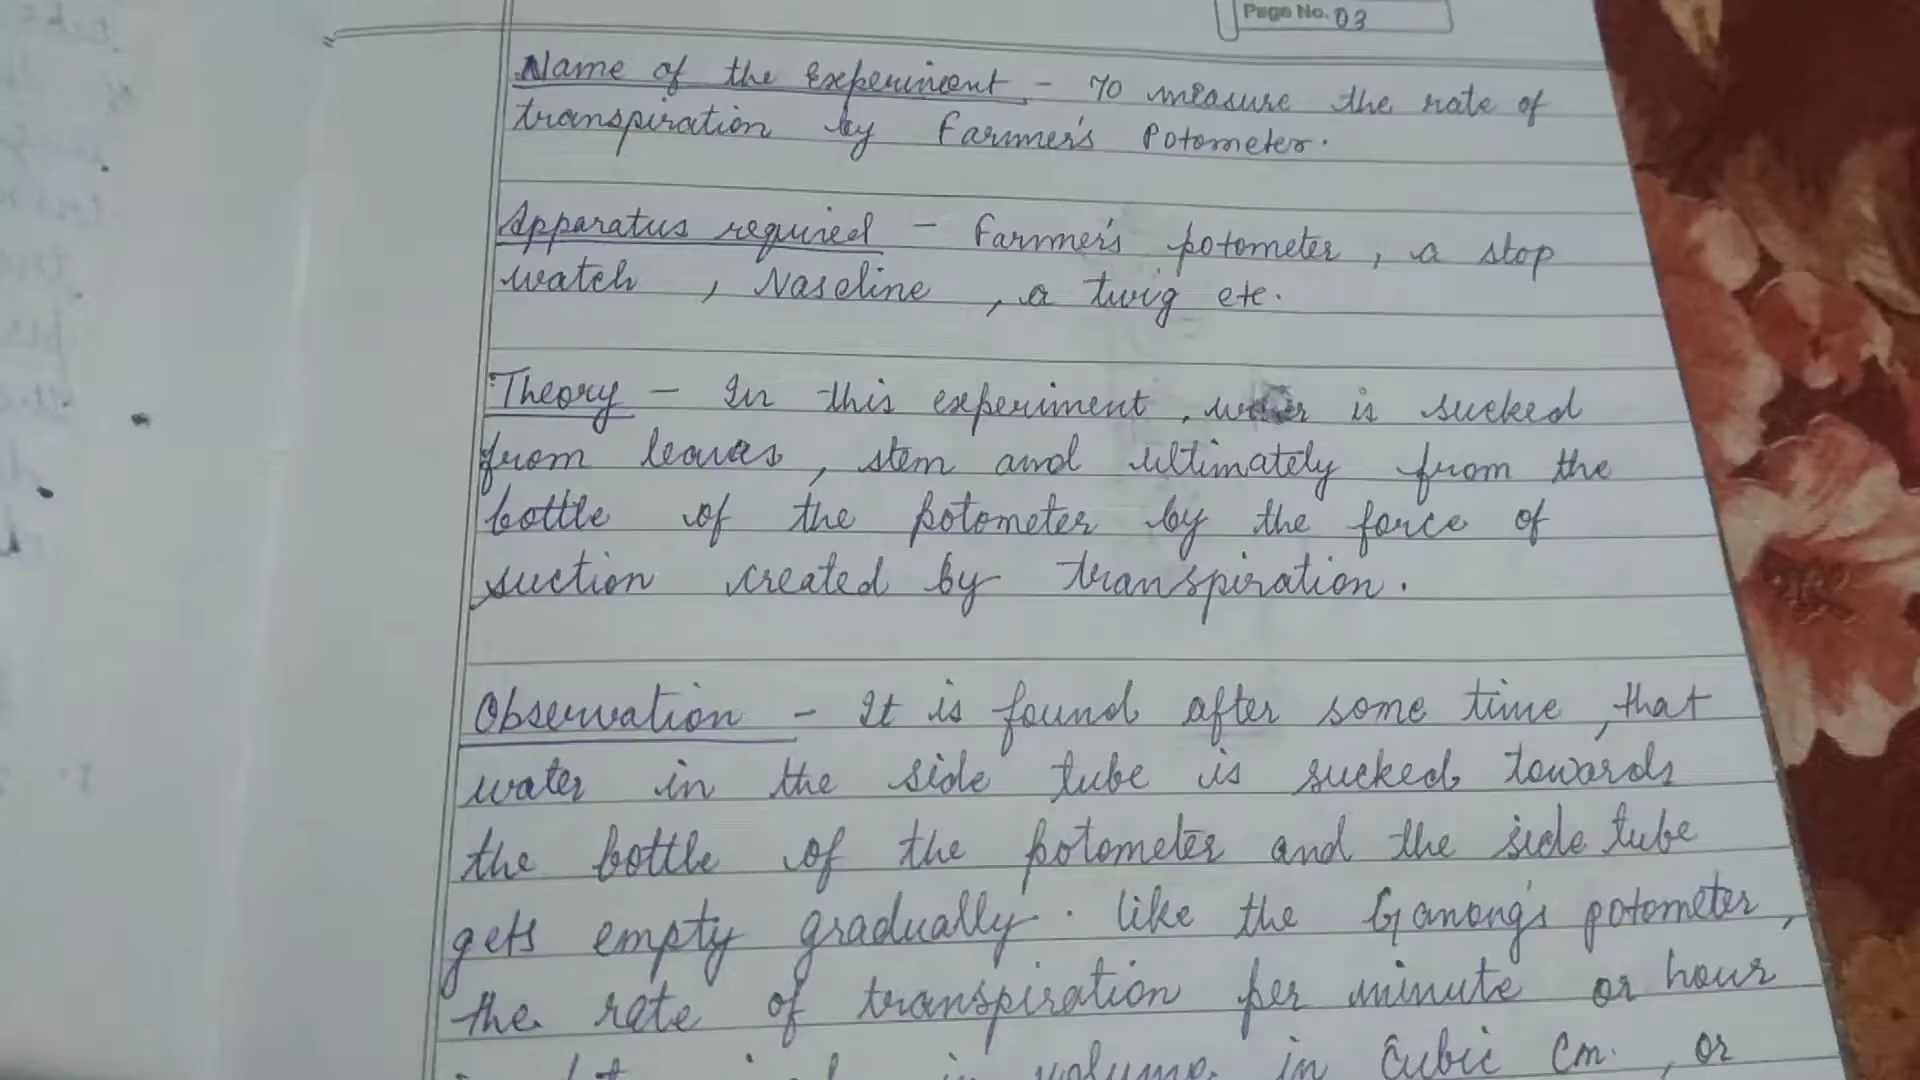 Page No. 03
Name of the Experiment - To measure the rate of
transpiration by Farmer's Potometer.
Apparatus required - Farmer's potometer, a stop
watch, Vaseline, a twig etc.
Theory - In this experiment, water is sucked
from leaves, stem and ultimately from the
bottle of the potometer by the force of
suction created by transpiration.
Observation - It is found after some time, that
water in the side tube is sucked towards
the bottle of the potometer and the side tube
gets empty gradually. like the Ganong's potometer,
the rate of transpiration per minute or hour
in volume in cubic cm. , or